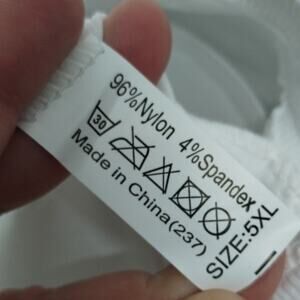 96%Nylon 4%Spandex
30
Made in China(237)
SIZE:5XL